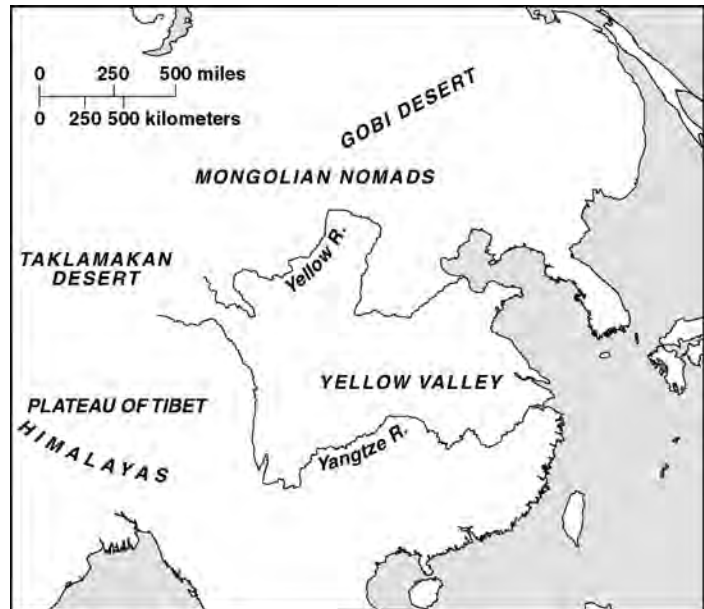 0 250 500 miles
0 250 500 kilometers
GOBI DESERT
MONGOLIAN NOMADS
Yellow R.
TAKLAMAKAN
DESERT
YELLOW VALLEY
PLATEAU OF TIBET
HIMALAYAS
Yangtze R.